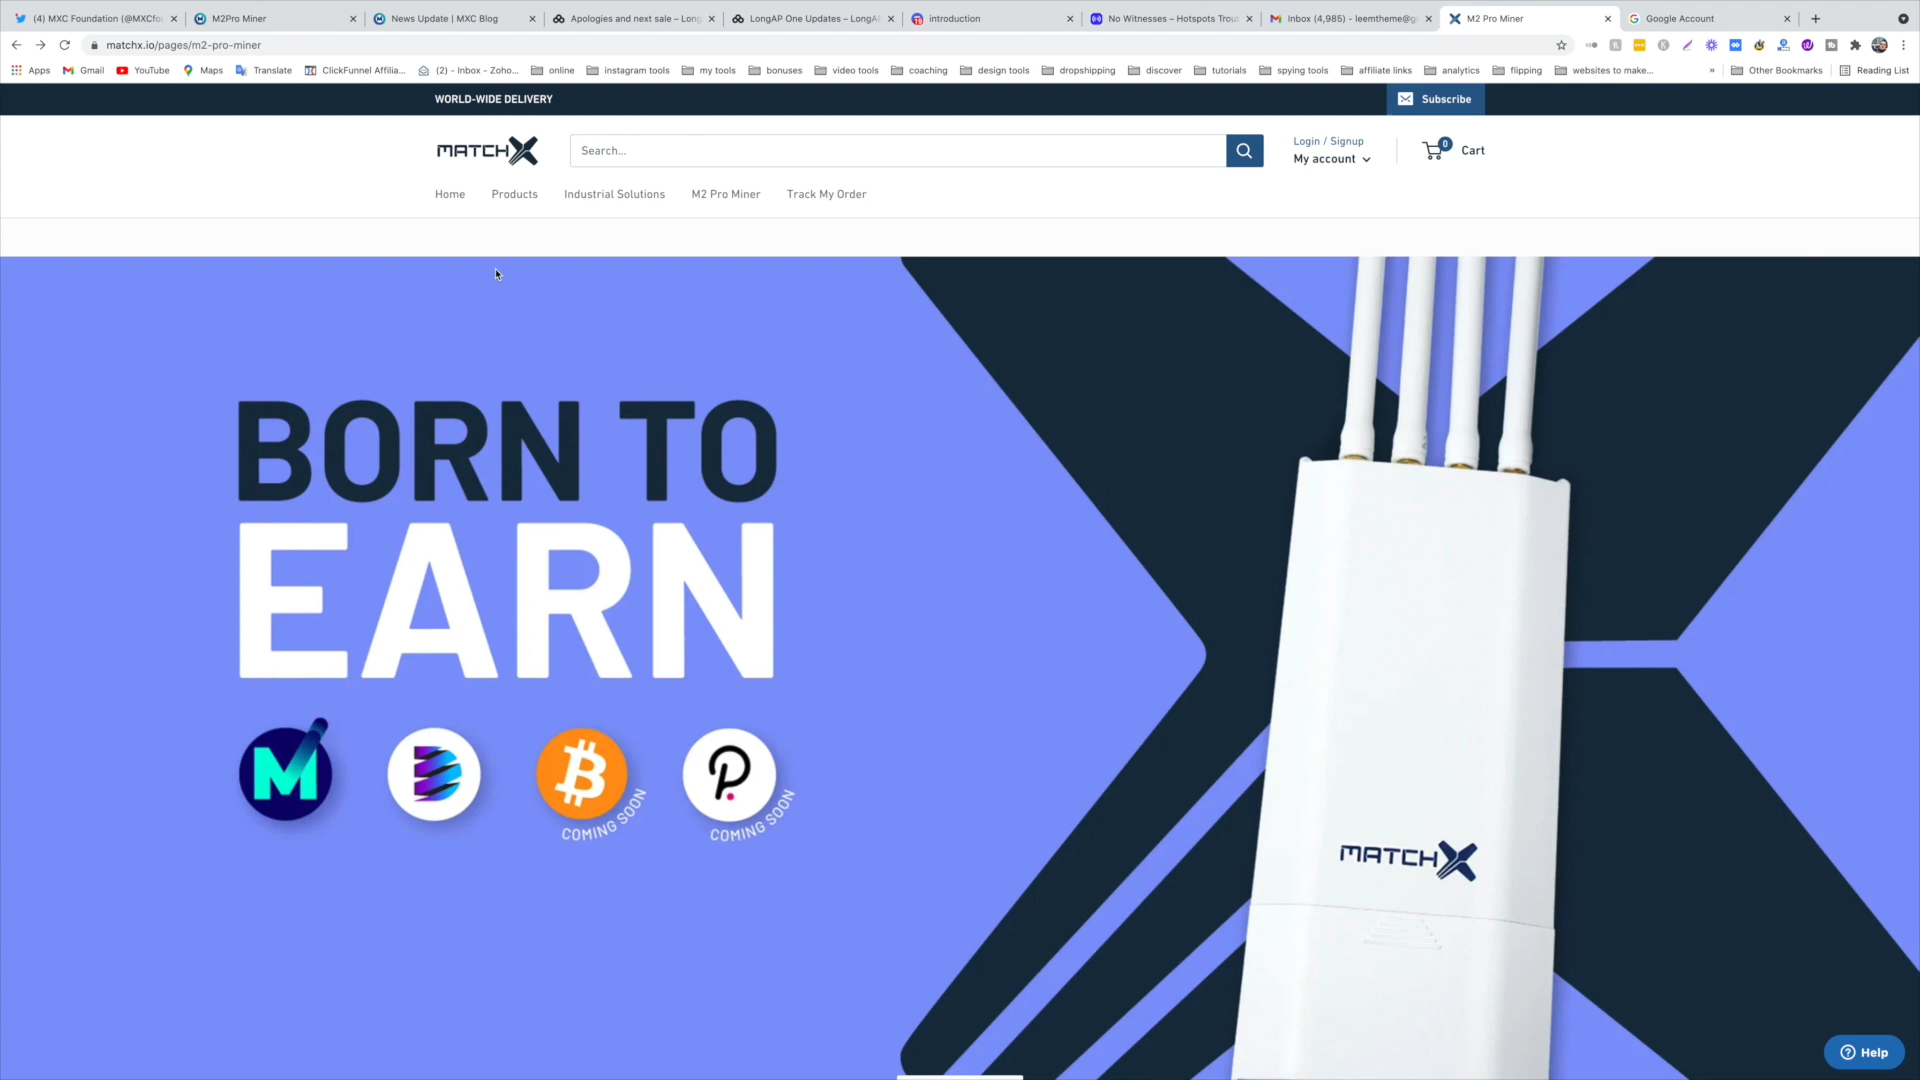 (4) MXC Foundation (@MXCfou
M2Pro Miner
News Update | MXC Blog
Apologies and next sale – Long
LongAP One Updates – LongA
introduction
No Witnesses – Hotspots Trou
Inbox (4,985) - leemtheme@g
M2 Pro Miner
Google Account
matchx.io/pages/m2-pro-miner
Apps
Gmail
YouTube
Maps
Translate
ClickFunnel Affilia...
(2) - Inbox - Zoho...
online
instagram tools
my tools
bonuses
video tools
coaching
design tools
dropshipping
discover
tutorials
spying tools
affiliate links
analytics
flipping
websites to make...
»
Other Bookmarks
Reading List
WORLD-WIDE DELIVERY
Subscribe
MATCHX
Search...
Login / Signup
My account
0
Cart
Home
Products
Industrial Solutions
M2 Pro Miner
Track My Order
BORN TO
EARN
COMING SOON
COMING SOON
MATCHX
Help